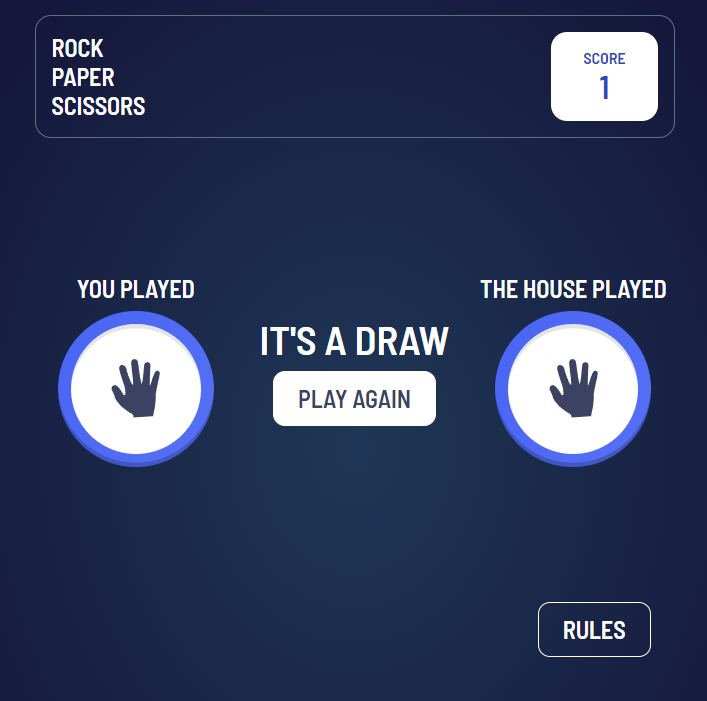 ROCK
PAPER
SCISSORS
SCORE
1
YOU PLAYED
THE HOUSE PLAYED
IT'S A DRAW
PLAY AGAIN
RULES